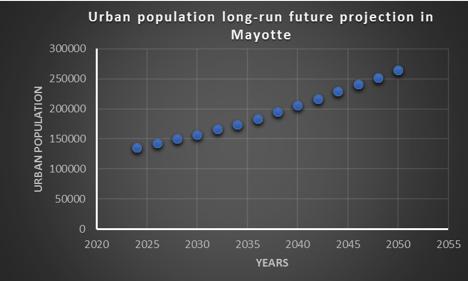 Urban population long-run future projection in
Mayotte
300000
250000
200000
150000
100000
50000
0
URBAN POPULATION
2020 2025 2030 2035 2040 2045 2050 2055
YEARS